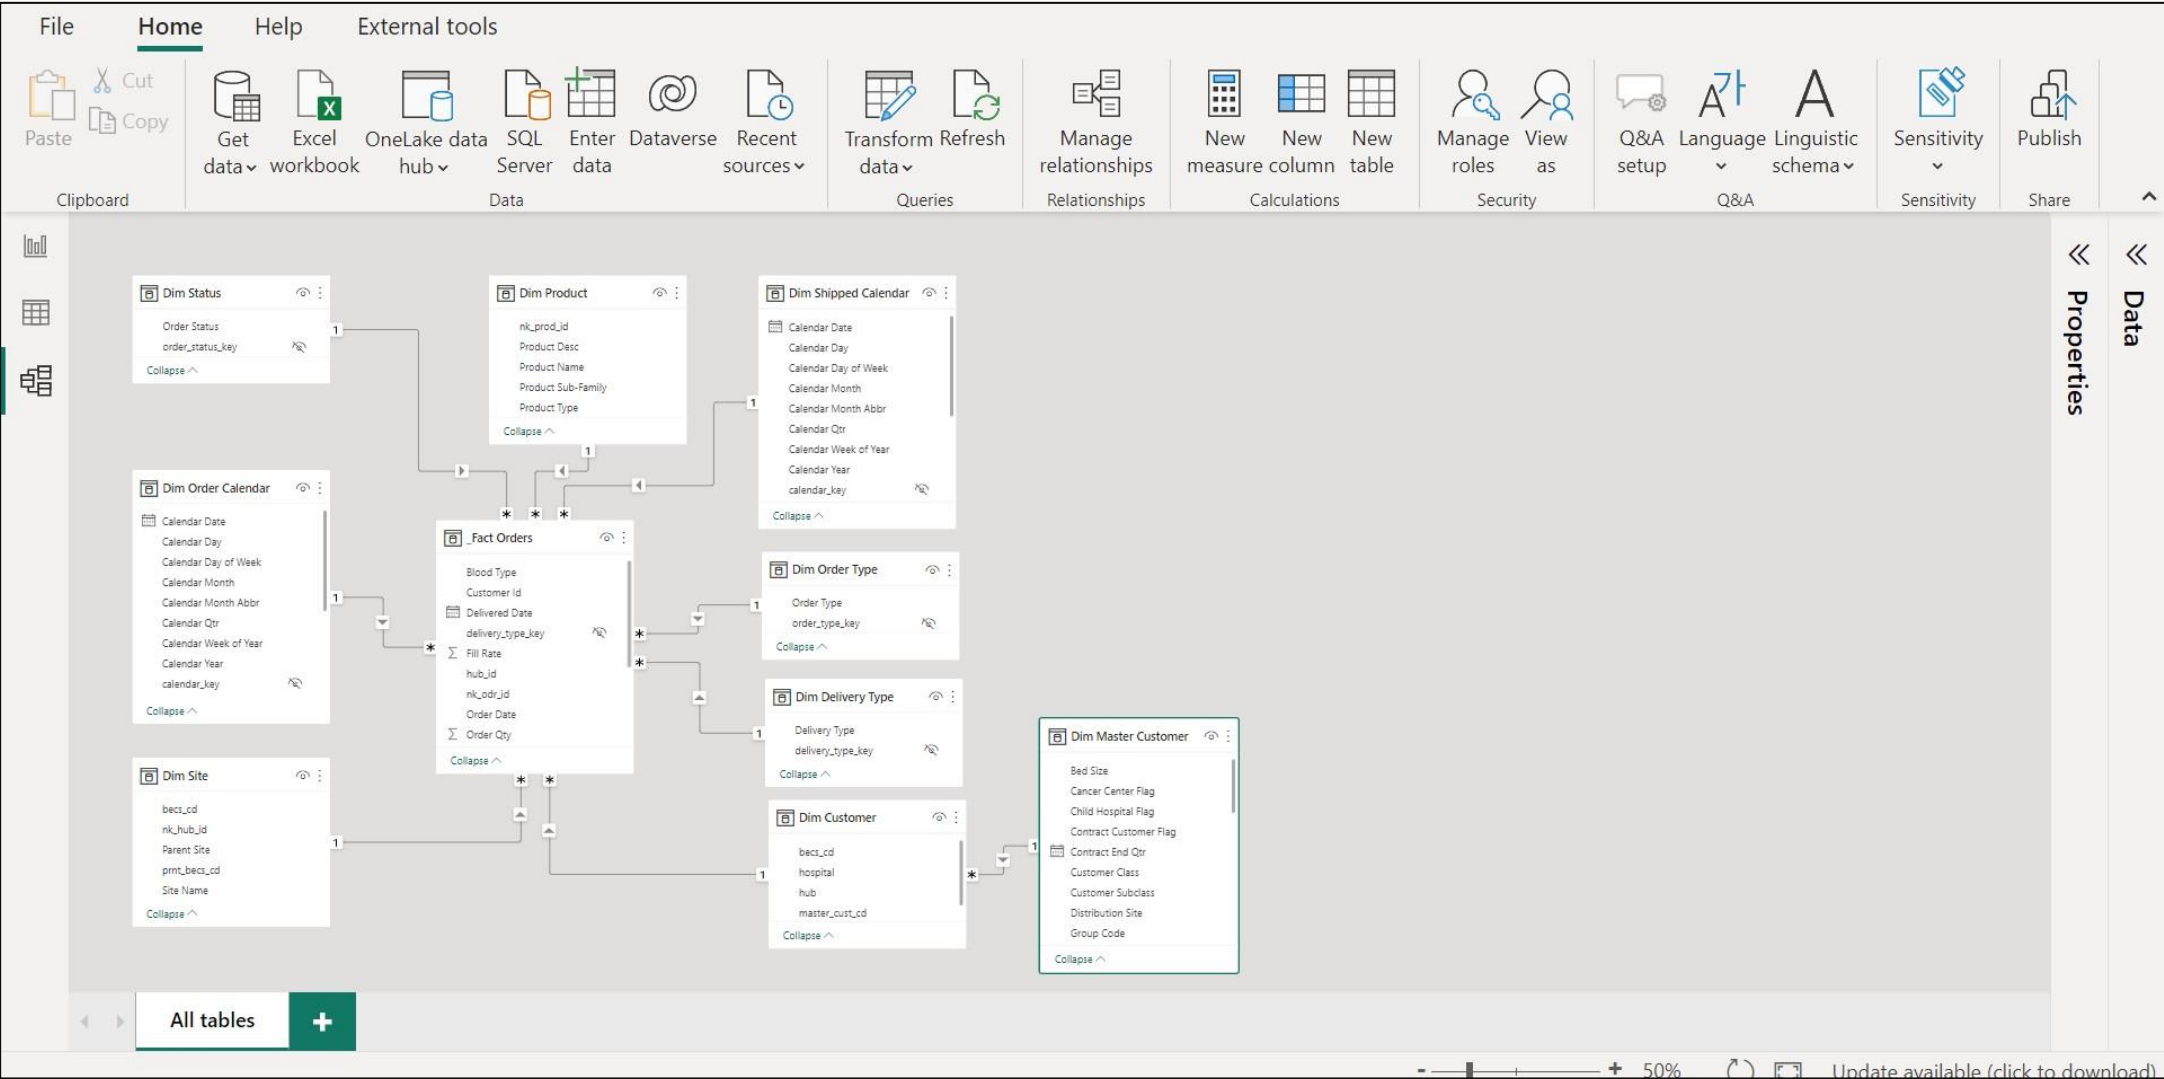 File Home Help External tools
Paste
Cut
Copy
Clipboard
Get data
Excel workbook
OneLake data hub
SQL Server
Enter data
Dataverse
Recent sources
Data
Transform data
Refresh
Queries
Manage relationships
Relationships
New measure
New column
New table
Calculations
Manage roles
View as
Security
Q&A setup
Language
Linguistic schema
Q&A
Sensitivity
Sensitivity
Publish
Share
Dim Status
Order Status
order_status_key
Collapse
1
Dim Product
nk_prod_id
Product Desc
Product Name
Product Sub-Family
Product Type
Collapse
1
Dim Shipped Calendar
Calendar Date
Calendar Day
Calendar Day of Week
Calendar Month
Calendar Month Abbr
Calendar Qtr
Calendar Week of Year
Calendar Year
calendar_key
Collapse
1
Dim Order Calendar
Calendar Date
Calendar Day
Calendar Day of Week
Calendar Month
Calendar Month Abbr
Calendar Qtr
Calendar Week of Year
Calendar Year
calendar_key
Collapse
1
*
* * *
_Fact Orders
Blood Type
Customer Id
Delivered Date
delivery_type_key
Fill Rate
hub_id
nk_odr_id
Order Date
Order Qty
Collapse
* *
*
*
Dim Order Type
Order Type
order_type_key
Collapse
1
Dim Delivery Type
Delivery Type
delivery_type_key
Collapse
1
Dim Site
becs_cd
nk_hub_id
Parent Site
prnt_becs_cd
Site Name
Collapse
1
Dim Customer
becs_cd
hospital
hub
master_cust_cd
Collapse
1
*
Dim Master Customer
Bed Size
Cancer Center Flag
Child Hospital Flag
Contract Customer Flag
Contract End Qtr
Customer Class
Customer Subclass
Distribution Site
Group Code
Collapse
1
Properties
Data
All tables
+
- + 50% Update available (click to download)